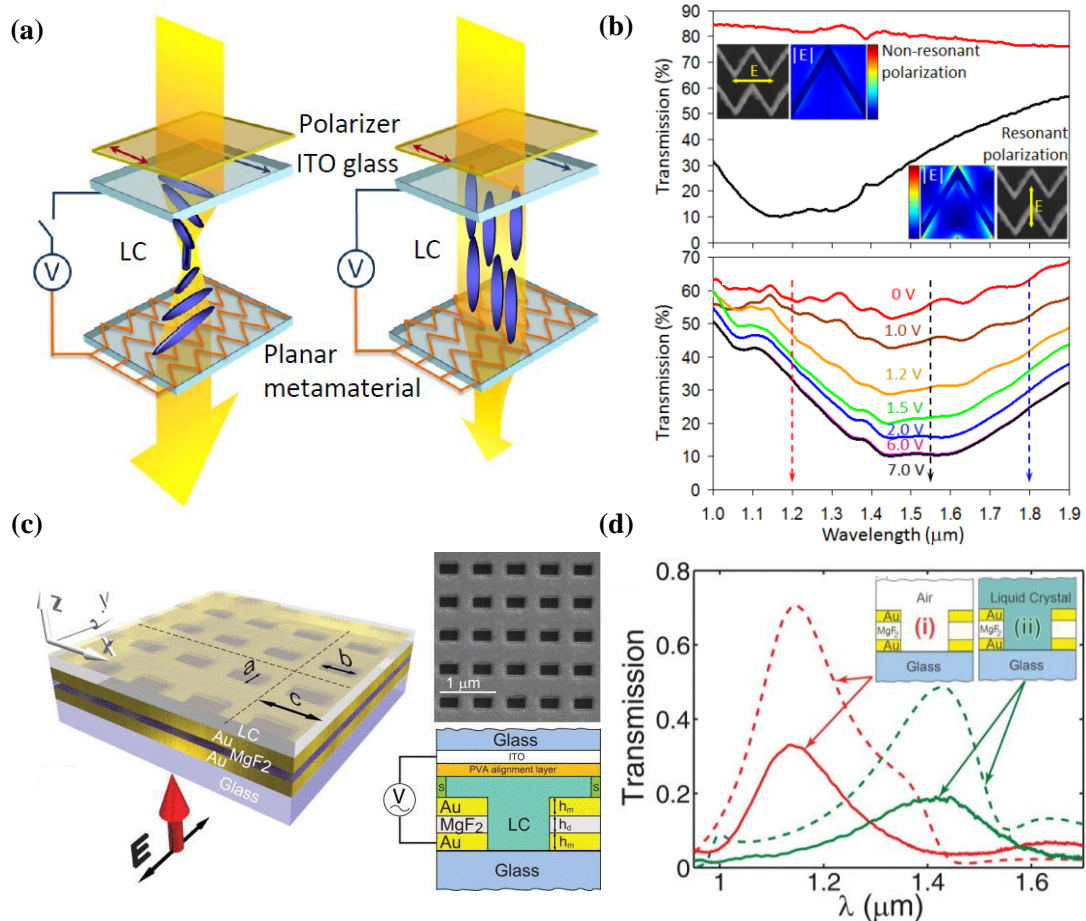 (a)
Polarizer
ITO glass
V
LC
V
LC
Planar
metamaterial
(b)
Transmission (%)
90
80
70
60
50
40
30
20
10
0
E
|E|
Non-resonant
polarization
Resonant
polarization
|E|
E
Transmission (%)
70
60
50
40
30
20
10
0
0 V
1.0 V
1.2 V
1.5 V
2.0 V
6.0 V
7.0 V
1.0 1.1 1.2 1.3 1.4 1.5 1.6 1.7 1.8 1.9
Wavelength (μm)
(c)
Z
y
X
a
b
c
LC
Au
MgF2
Au
Glass
E
1 μm
Glass
ITO
PVA alignment layer
S
S
V
Au
MgF2
Au
LC
hm
hd
hm
Glass
(d)
Transmission
0.8
0.6
0.4
0.2
0
1 1.2 1.4 1.6
λ (μm)
Air
Au
MgF2
Au
(i)
Glass
Liquid Crystal
Au
MgF2
Au
(ii)
Glass